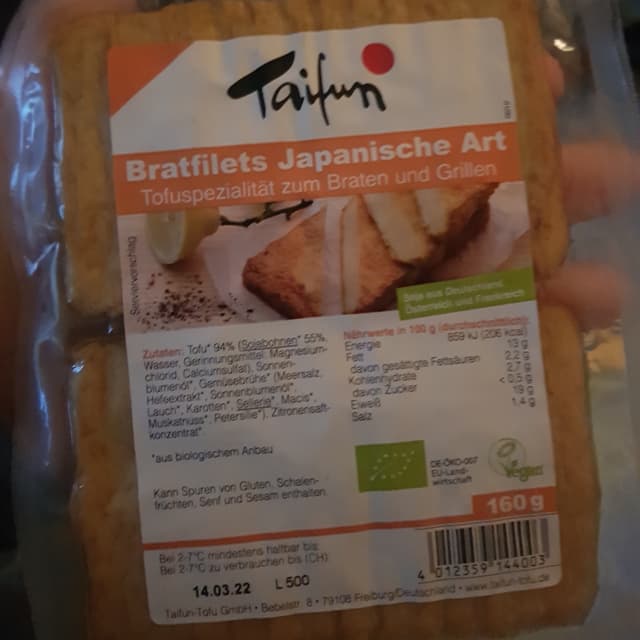 Taifun
Bratfilets Japanische Art
Tofuspezialität zum Braten und Grillen
Serviervorschlag
Soja aus Deutschland,
Österreich und Frankreich
Zutaten: Tofu* 94% (Sojabohnen* 55%,
Wasser, Gerinnungsmittel: Magnesium-
chlorid, Calciumsulfat), Sonnen-
blumenöl*, Gemüsebrühe* (Meersalz,
Hefeextrakt*, Sonnenblumenöl*,
Lauch*, Karotten*, Sellerie*, Macis*,
Muskatnuss*, Petersilie*), Zitronensaft-
konzentrat*
*aus biologischem Anbau
Kann Spuren von Gluten, Schalen-
früchten, Senf und Sesam enthalten.
Nährwerte in 100 g (durchschnittlich):
Energie 859 kJ (206 kcal)
Fett 13 g
davon gesättigte Fettsäuren 2,2 g
Kohlenhydrate 2,7 g
davon Zucker < 0,5 g
Eiweiß 19 g
Salz 1,4 g
DE-ÖKO-007
EU-Land-
wirtschaft
Vegan
160 g
Bei 2-7°C mindestens haltbar bis:
Bei 2-7°C zu verbrauchen bis (CH):
14.03.22 L500
4 012359 144003
Taifun-Tofu GmbH • Bebelstr. 8 • 79108 Freiburg/Deutschland • www.taifun-tofu.de